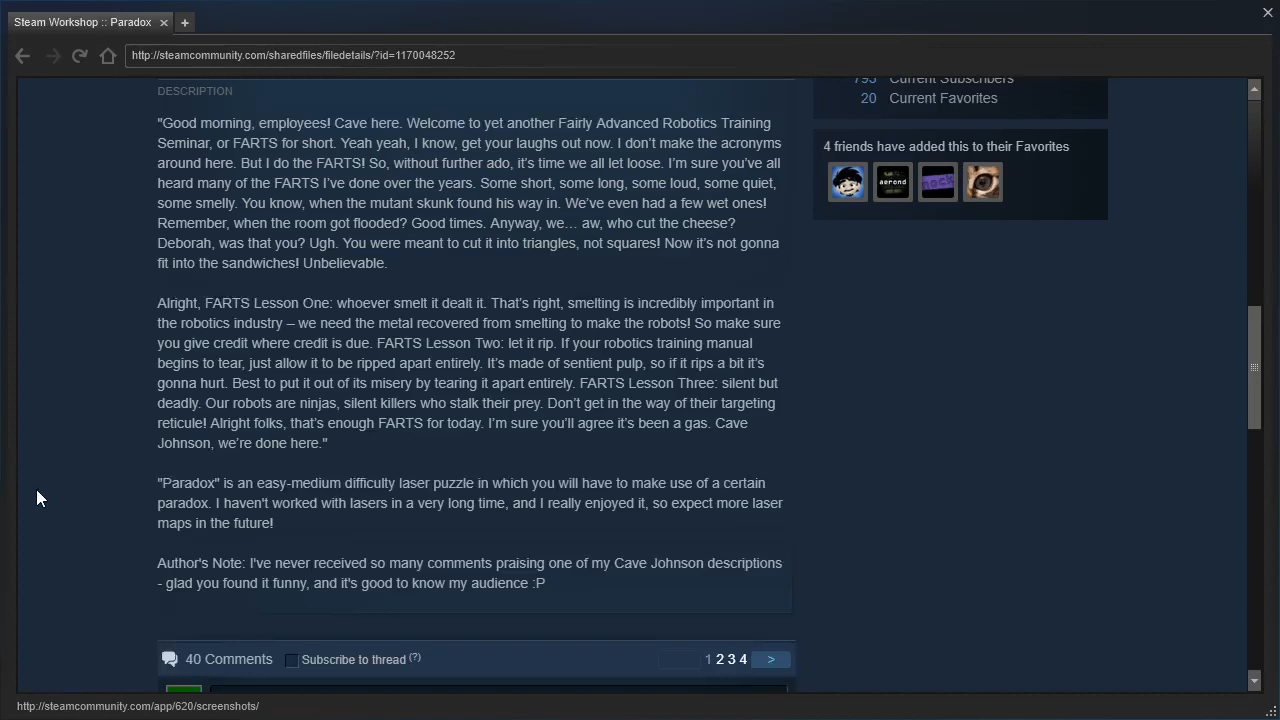 Steam Workshop :: Paradox
http://steamcommunity.com/sharedfiles/filedetails/?id=1170048252
DESCRIPTION
"Good morning, employees! Cave here. Welcome to yet another Fairly Advanced Robotics Training
Seminar, or FARTS for short. Yeah yeah, I know, get your laughs out now. I don’t make the acronyms
around here. But I do the FARTS! So, without further ado, it’s time we all let loose. I’m sure you’ve all
heard many of the FARTS I’ve done over the years. Some short, some long, some loud, some quiet,
some smelly. You know, when the mutant skunk found his way in. We’ve even had a few wet ones!
Remember, when the room got flooded? Good times. Anyway, we… aw, who cut the cheese?
Deborah, was that you? Ugh. You were meant to cut it into triangles, not squares! Now it’s not gonna
fit into the sandwiches! Unbelievable.
Alright, FARTS Lesson One: whoever smelt it dealt it. That’s right, smelting is incredibly important in
the robotics industry – we need the metal recovered from smelting to make the robots! So make sure
you give credit where credit is due. FARTS Lesson Two: let it rip. If your robotics training manual
begins to tear, just allow it to be ripped apart entirely. It’s made of sentient pulp, so if it rips a bit it’s
gonna hurt. Best to put it out of its misery by tearing it apart entirely. FARTS Lesson Three: silent but
deadly. Our robots are ninjas, silent killers who stalk their prey. Don’t get in the way of their targeting
reticule! Alright folks, that’s enough FARTS for today. I’m sure you’ll agree it’s been a gas. Cave
Johnson, we’re done here."
"Paradox" is an easy-medium difficulty laser puzzle in which you will have to make use of a certain
paradox. I haven't worked with lasers in a very long time, and I really enjoyed it, so expect more laser
maps in the future!
Author's Note: I've never received so many comments praising one of my Cave Johnson descriptions
- glad you found it funny, and it's good to know my audience :P
40 Comments
Subscribe to thread (?)
1 2 3 4 >
793 Current Subscribers
20 Current Favorites
4 friends have added this to their Favorites
aerond
nock
http://steamcommunity.com/app/620/screenshots/